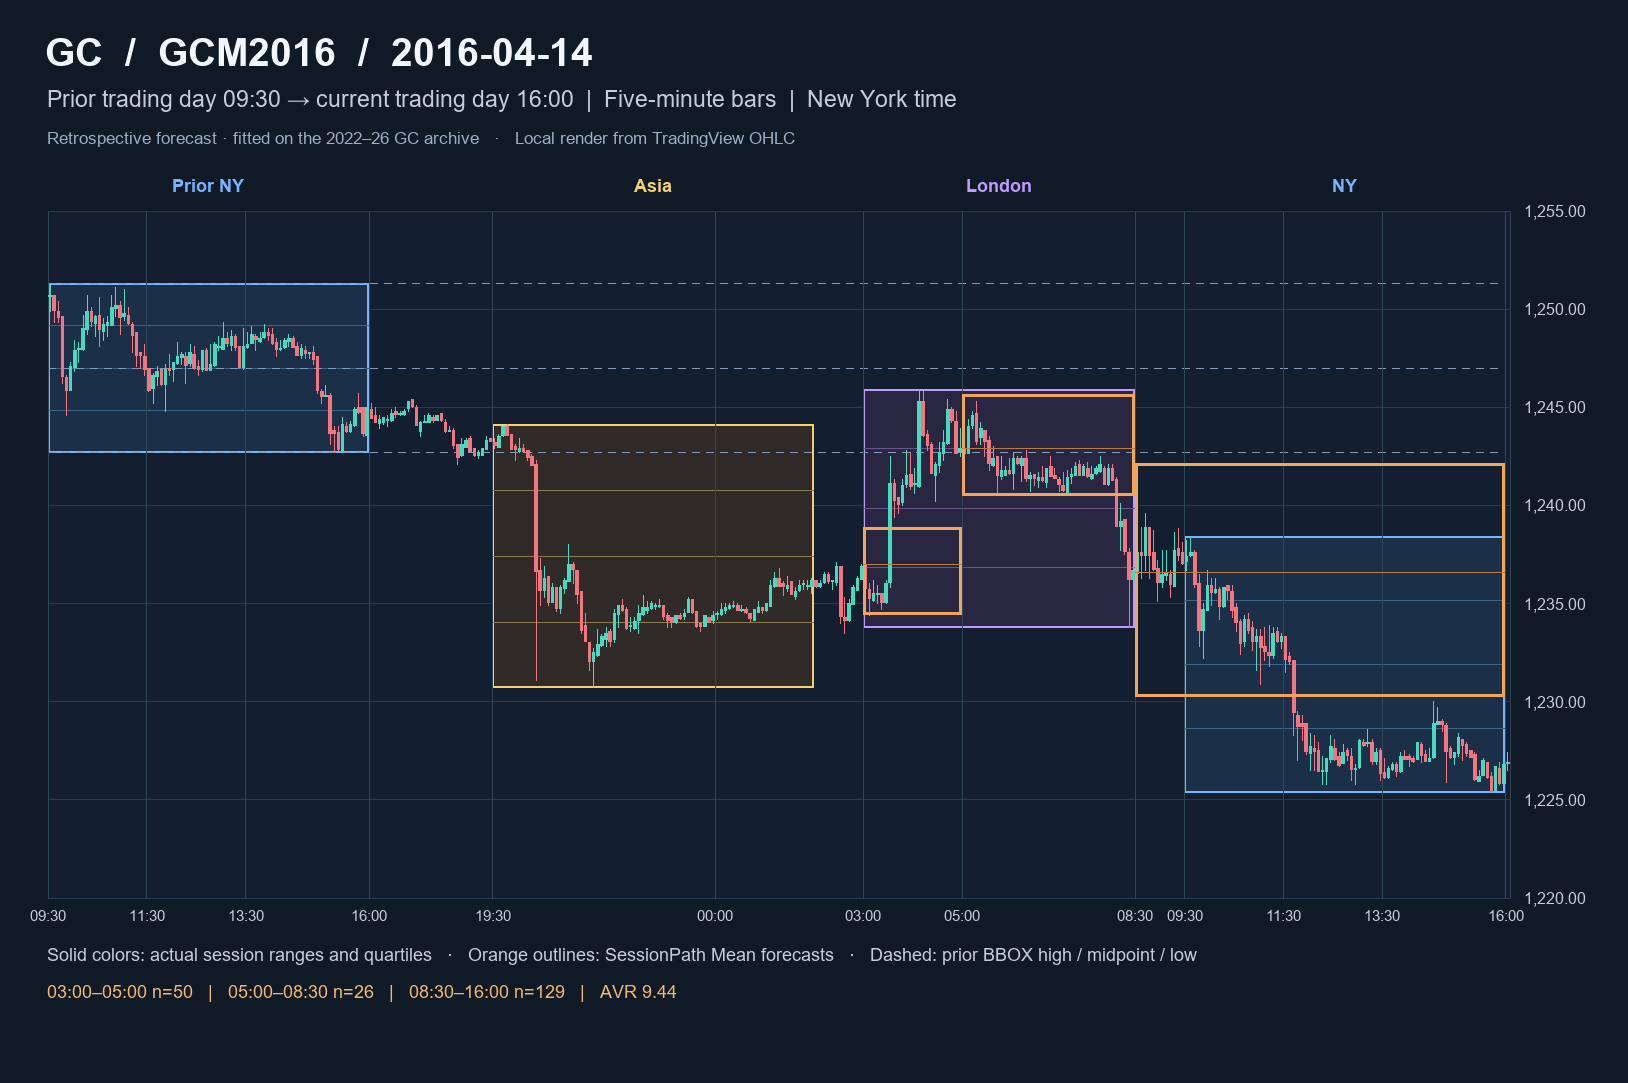 GC / GCM2016 / 2016-04-14
Prior trading day 09:30 → current trading day 16:00 | Five-minute bars | New York time
Retrospective forecast · fitted on the 2022–26 GC archive · Local render from TradingView OHLC
Prior NY Asia London NY
1,255.00
1,250.00
1,245.00
1,240.00
1,235.00
1,230.00
1,225.00
1,220.00
09:30 11:30 13:30 16:00 19:30 00:00 03:00 05:00 08:30 09:30 11:30 13:30 16:00
Solid colors: actual session ranges and quartiles · Orange outlines: SessionPath Mean forecasts · Dashed: prior BBOX high / midpoint / low
03:00–05:00 n=50 | 05:00–08:30 n=26 | 08:30–16:00 n=129 | AVR 9.44